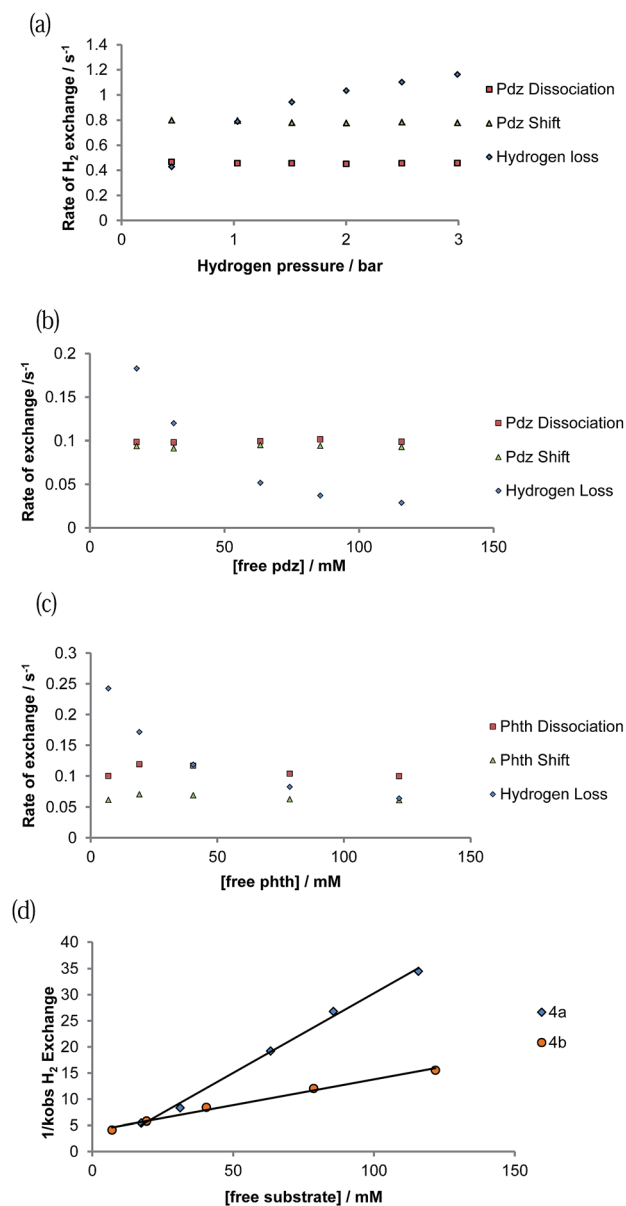 (a)
1.4
1.2
1
0.8
0.6
0.4
0.2
0
Rate of H2 exchange / s-1
0 1 2 3
Hydrogen pressure / bar
Pdz Dissociation
Pdz Shift
Hydrogen loss
(b)
0.2
0.15
0.1
0.05
0
Rate of exchange /s-1
0 50 100 150
[free pdz] / mM
Pdz Dissociation
Pdz Shift
Hydrogen Loss
(c)
0.3
0.25
0.2
0.15
0.1
0.05
0
Rate of exchange / s-1
0 50 100 150
[free phth] / mM
Phth Dissociation
Phth Shift
Hydrogen Loss
(d)
40
35
30
25
20
15
10
5
0
1/kobs H2 Exchange
0 50 100 150
[free substrate] / mM
4a
4b